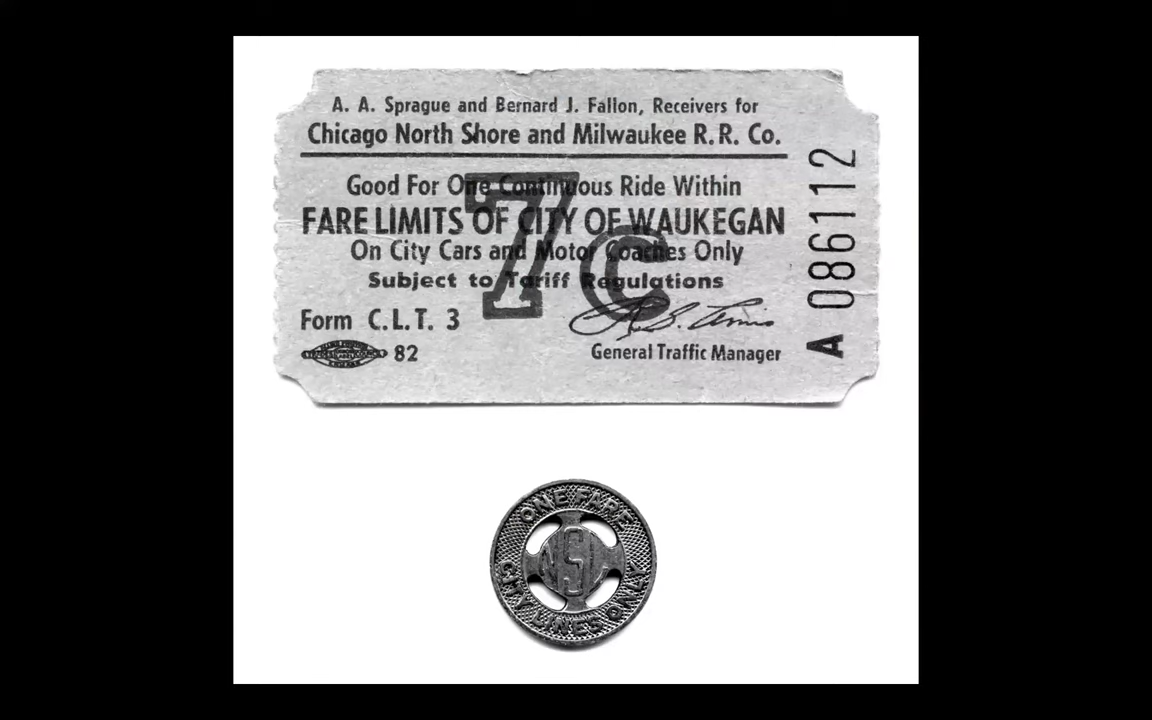 A. A. Sprague and Bernard J. Fallon, Receivers for
Chicago North Shore and Milwaukee R. R. Co.
Good For One Continuous Ride Within
FARE LIMITS OF CITY OF WAUKEGAN
On City Cars and Motor Coaches Only
Subject to Tariff Regulations
7c
Form C.L.T. 3
82
General Traffic Manager
A 086112
ONE FARE
NSL
CITY LINES ONLY